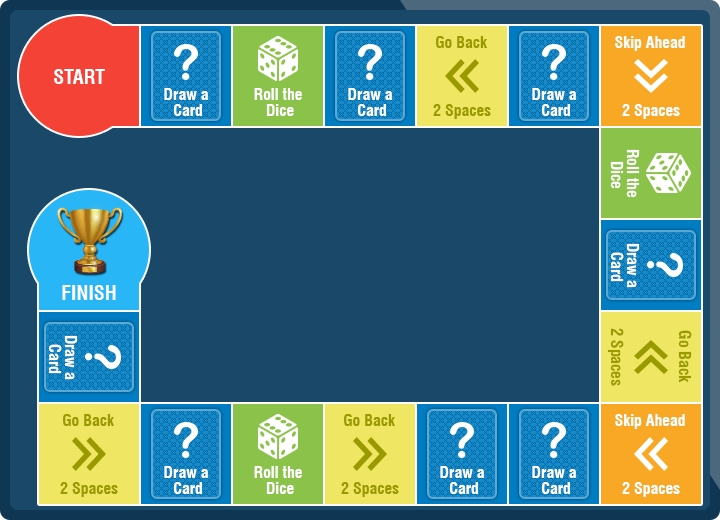 START
Draw a
Card
Roll the
Dice
Draw a
Card
Go Back
2 Spaces
Draw a
Card
Skip Ahead
2 Spaces
Roll the
Dice
Draw a
Card
Go Back
2 Spaces
Skip Ahead
2 Spaces
Draw a
Card
Draw a
Card
Go Back
2 Spaces
Roll the
Dice
Draw a
Card
Go Back
2 Spaces
Draw a
Card
FINISH